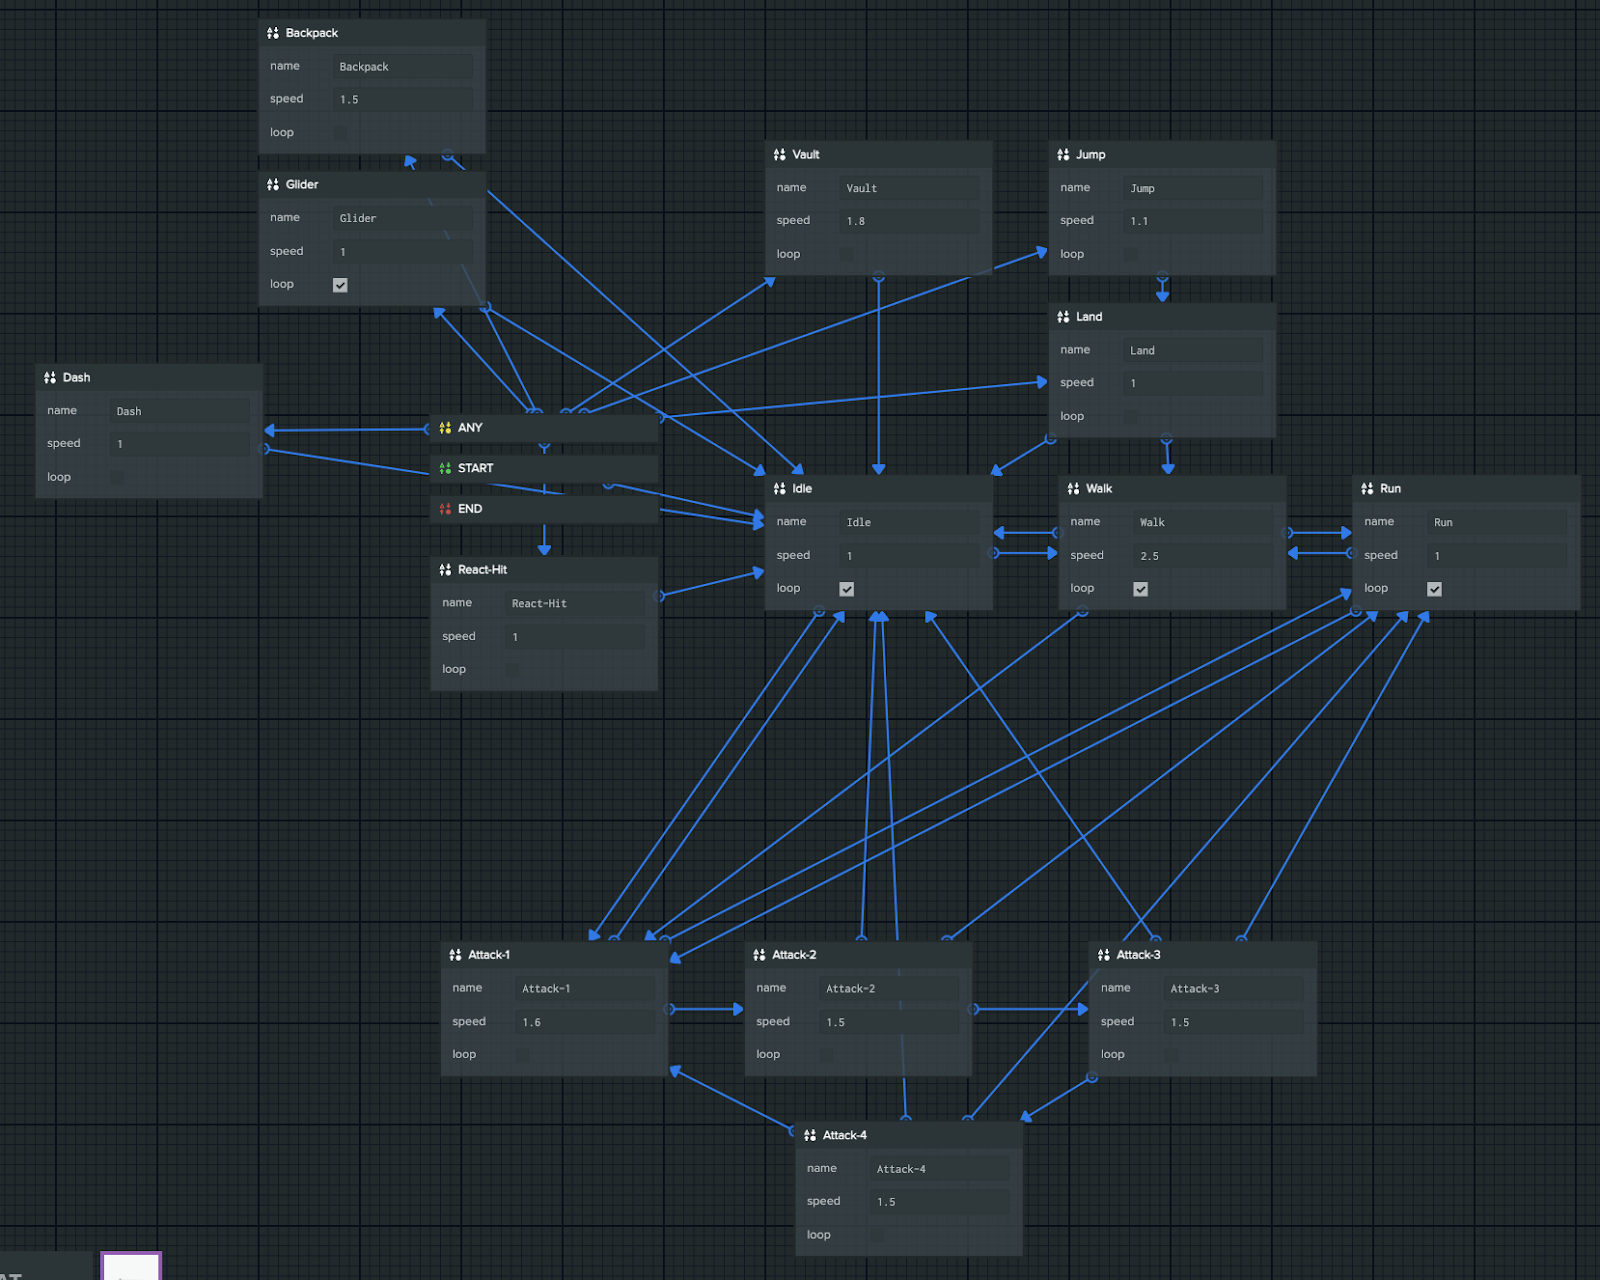 Backpack
name Backpack
speed 1.5
loop
Glider
name Glider
speed 1
loop
Vault
name Vault
speed 1.8
loop
Jump
name Jump
speed 1.1
loop
Land
name Land
speed 1
loop
Dash
name Dash
speed 1
loop
ANY
START
END
React-Hit
name React-Hit
speed 1
loop
Idle
name Idle
speed 1
loop
Walk
name Walk
speed 2.5
loop
Run
name Run
speed 1
loop
Attack-1
name Attack-1
speed 1.6
loop
Attack-2
name Attack-2
speed 1.5
loop
Attack-3
name Attack-3
speed 1.5
loop
Attack-4
name Attack-4
speed 1.5
loop